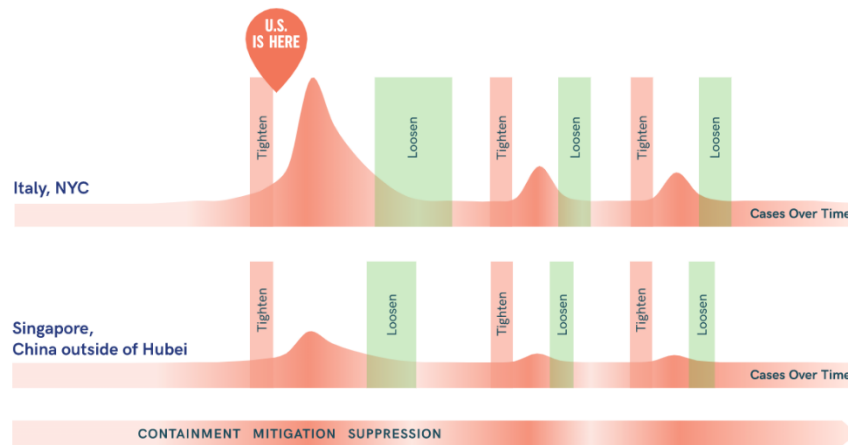 U.S.
IS HERE
Tighten
Loosen
Tighten
Loosen
Tighten
Loosen
Italy, NYC
Cases Over Time
Tighten
Loosen
Tighten
Loosen
Tighten
Loosen
Singapore,
China outside of Hubei
Cases Over Time
CONTAINMENT MITIGATION SUPPRESSION